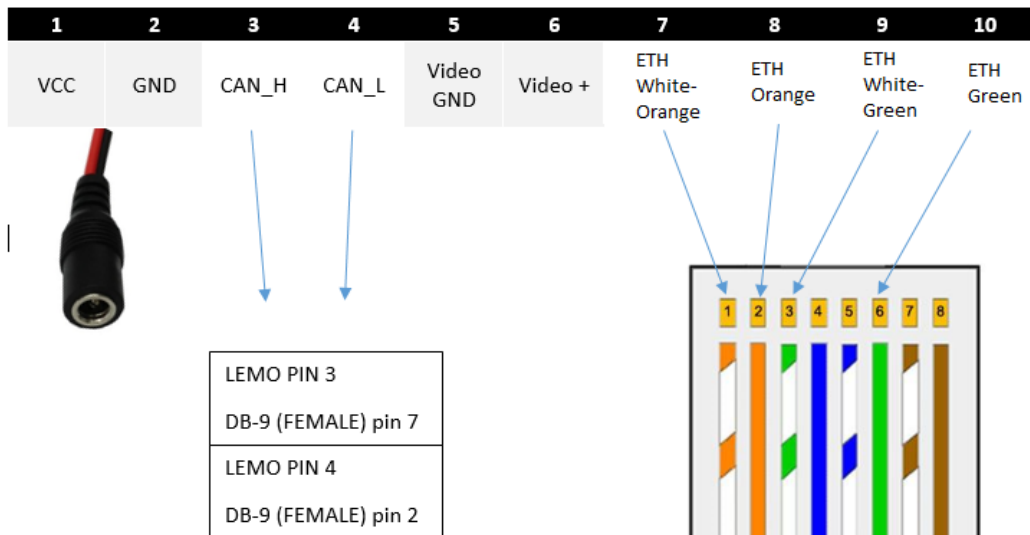 1 2 3 4 5 6 7 8 9 10
VCC GND CAN_H CAN_L Video GND Video + ETH White-Orange ETH Orange ETH White-Green ETH Green
1 2 3 4 5 6 7 8
LEMO PIN 3
DB-9 (FEMALE) pin 7
LEMO PIN 4
DB-9 (FEMALE) pin 2